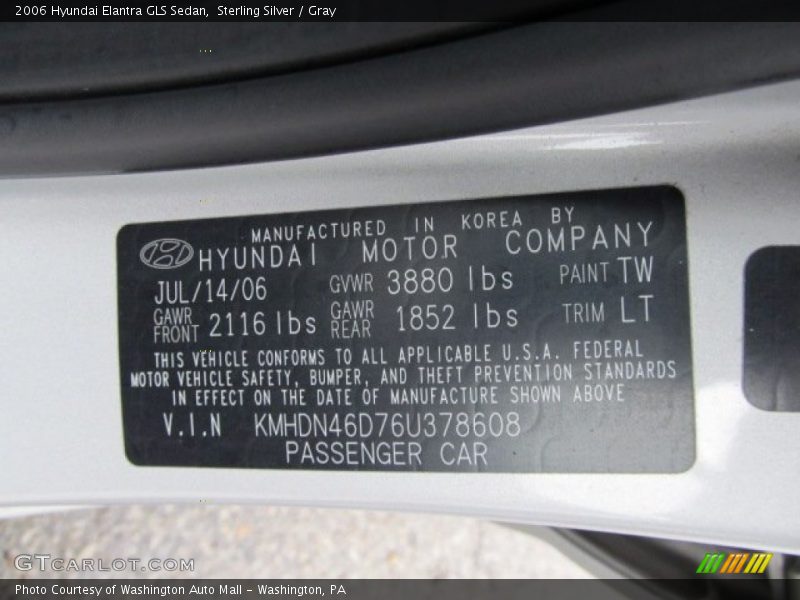 2006 Hyundai Elantra GLS Sedan,  Sterling Silver / Gray
MANUFACTURED IN KOREA BY
HYUNDAI MOTOR COMPANY
JUL/14/06 GVWR 3880 lbs PAINT TW
GAWR FRONT 2116 lbs GAWR REAR 1852 lbs TRIM LT
THIS VEHICLE CONFORMS TO ALL APPLICABLE U.S.A. FEDERAL
MOTOR VEHICLE SAFETY, BUMPER, AND THEFT PREVENTION STANDARDS
IN EFFECT ON THE DATE OF MANUFACTURE SHOWN ABOVE
V.I.N KMHDN46D76U378608
PASSENGER CAR
GTCARLOT.COM
Photo Courtesy of Washington Auto Mall - Washington, PA